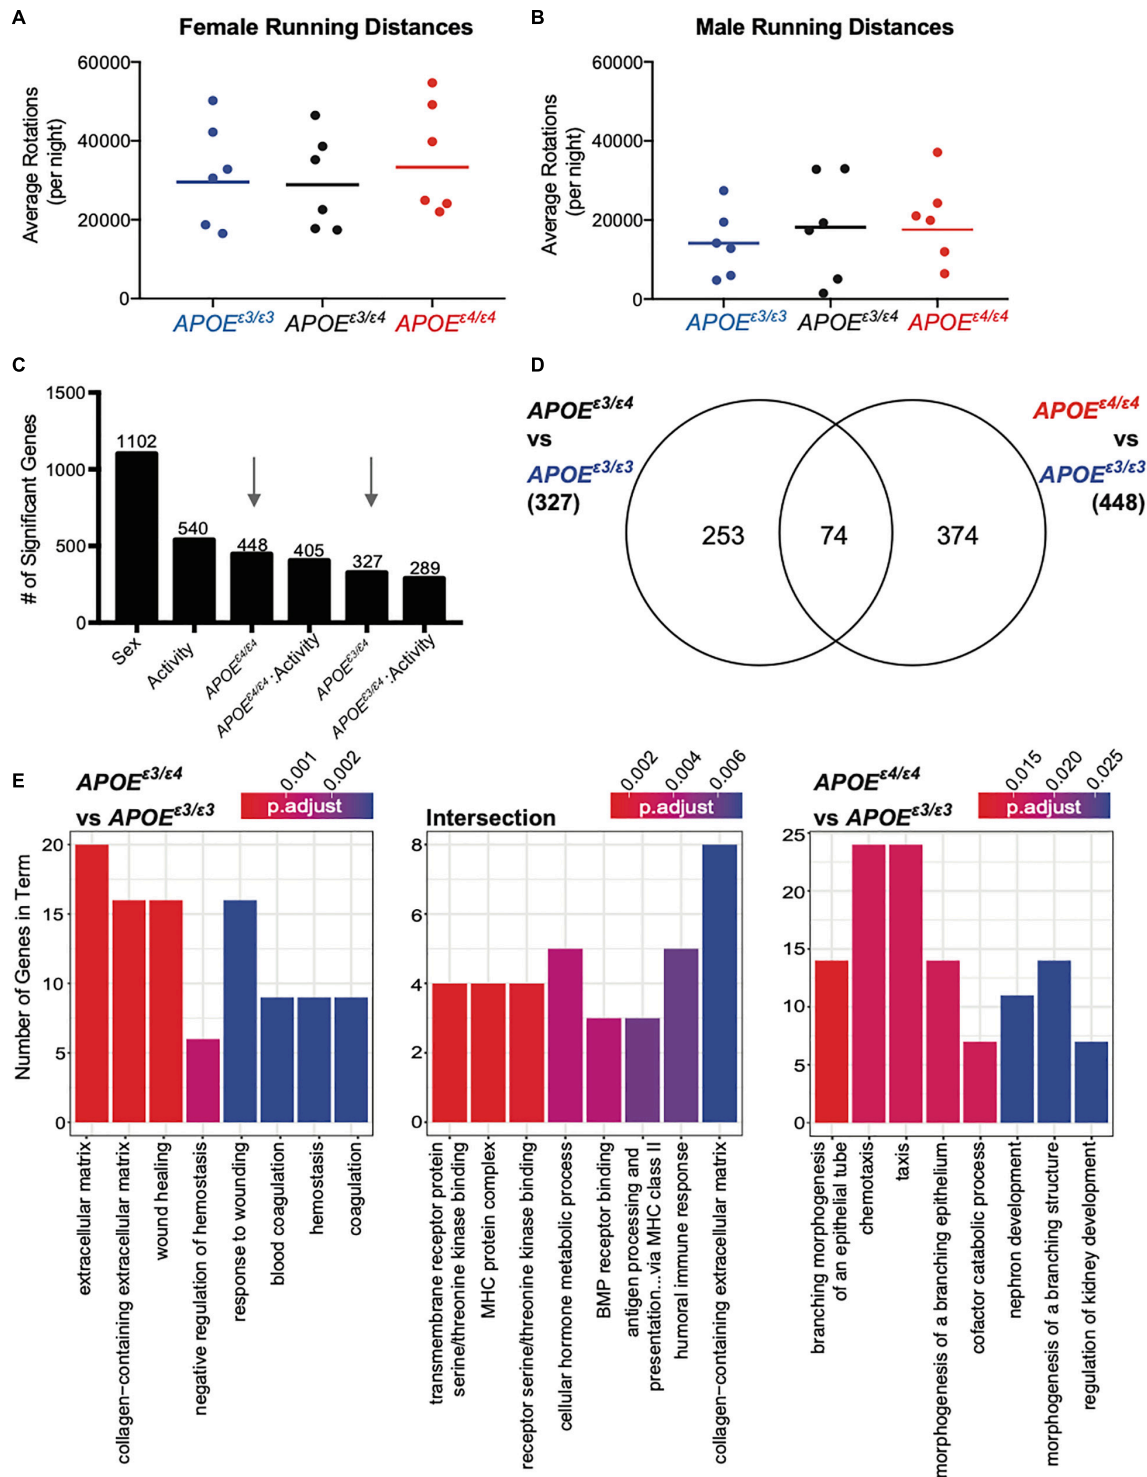 A
Female Running Distances
Average Rotations
(per night)
60000
40000
20000
0
APOEε3/ε3
APOEε3/ε4
APOEε4/ε4
B
Male Running Distances
Average Rotations
(per night)
60000
40000
20000
0
APOEε3/ε3
APOEε3/ε4
APOEε4/ε4
C
# of Significant Genes
1500
1000
500
0
1102
540
448
405
327
289
Sex
Activity
APOEε4/ε4
APOEε4/ε4:Activity
APOEε3/ε4
APOEε3/ε4:Activity
D
APOEε3/ε4
vs
APOEε3/ε3
(327)
253
74
374
APOEε4/ε4
vs
APOEε3/ε3
(448)
E
APOEε3/ε4
vs APOEε3/ε3
0.001
0.002
p.adjust
Number of Genes in Term
20
15
10
5
0
extracellular matrix
collagen−containing extracellular matrix
wound healing
negative regulation of hemostasis
response to wounding
blood coagulation
hemostasis
coagulation
Intersection
0.002
0.004
0.006
p.adjust
8
6
4
2
0
transmembrane receptor protein
serine/threonine kinase binding
MHC protein complex
receptor serine/threonine kinase binding
cellular hormone metabolic process
BMP receptor binding
antigen processing and
presentation...via MHC class II
humoral immune response
collagen−containing extracellular matrix
APOEε4/ε4
vs APOEε3/ε3
0.015
0.020
0.025
p.adjust
25
20
15
10
5
0
branching morphogenesis
of an epithelial tube
chemotaxis
taxis
morphogenesis of a branching epithelium
cofactor catabolic process
nephron development
morphogenesis of a branching structure
regulation of kidney development